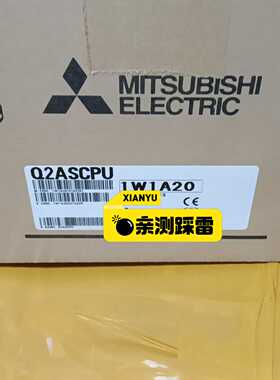 MITSUBISHI
ELECTRIC
Q2ASCPU
1W1A20
CE
XIANYU
亲测踩雷